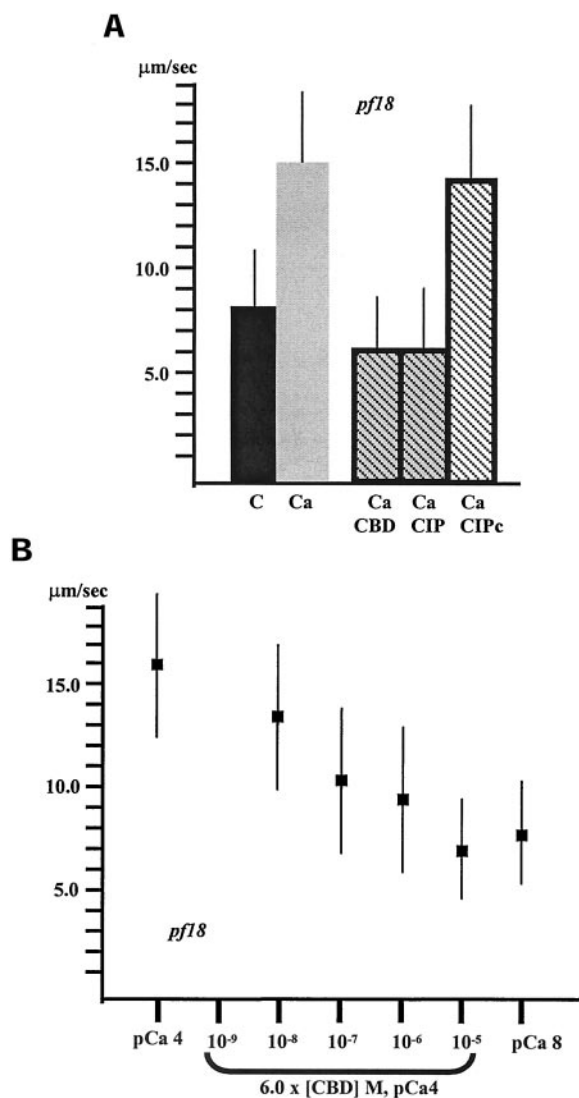 A
μm/sec
pf18
15.0
10.0
5.0
C Ca Ca Ca Ca
CBD CIP CIPc
B
μm/sec
15.0
10.0
5.0
pf18
pCa 4 10-9 10-8 10-7 10-6 10-5 pCa 8
6.0 x [CBD] M, pCa4